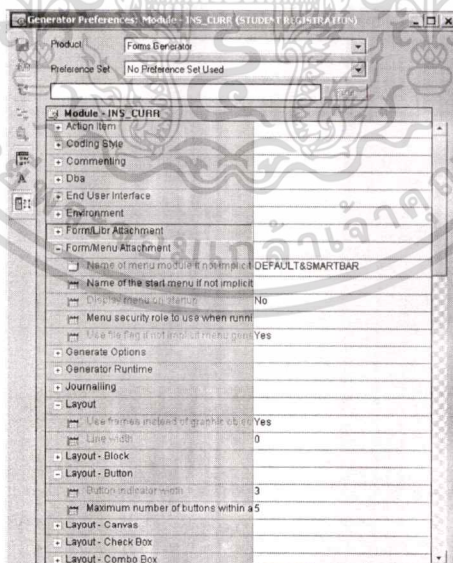 Generator Preferences: Module - INS_CURR (STUDENT REGISTRATION)
Product
Forms Generator
Preference Set
No Preference Set Used
Module - INS_CURR
Action Item
Coding Style
Commenting
Dba
End User Interface
Environment
Form/Libr Attachment
Form/Menu Attachment
Name of menu module if not implicit DEFAULT&SMARTBAR
Name of the start menu if not implicit
Display menu on startup No
Menu security role to use when runni
Use file flag if not implicit menu gens Yes
Generate Options
Generator Runtime
Journalling
Layout
Use frames instead of graphic obje Yes
Line width 0
Layout - Block
Layout - Button
Button indicator width 3
Maximum number of buttons within a 5
Layout - Canvas
Layout - Check Box
Layout - Combo Box